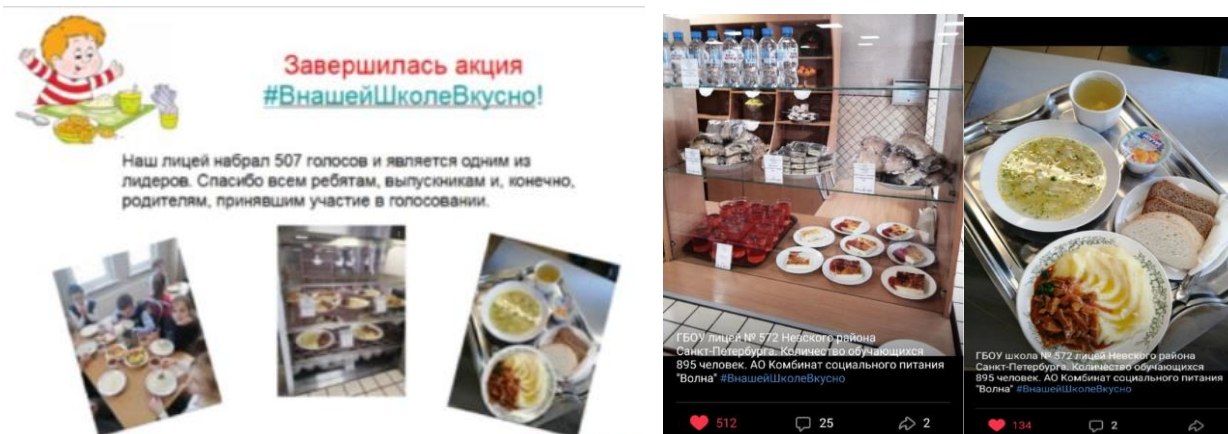 Завершилась акция
#ВнашейШколеВкусно!
Наш лицей набрал 507 голосов и является одним из
лидеров. Спасибо всем ребятам, выпускникам и, конечно,
родителям, принявшим участие в голосовании.
ГБОУ лицей № 572 Невского района
Санкт-Петербурга. Количество обучающихся
895 человек. АО Комбинат социального питания
"Волна" #ВнашейШколеВкусно
512 25 2
ГБОУ школа № 572 лицей Невского района
Санкт-Петербурга. Количество обучающихся
895 человек. АО Комбинат социального питания
"Волна" #ВнашейШколеВкусно
134 2